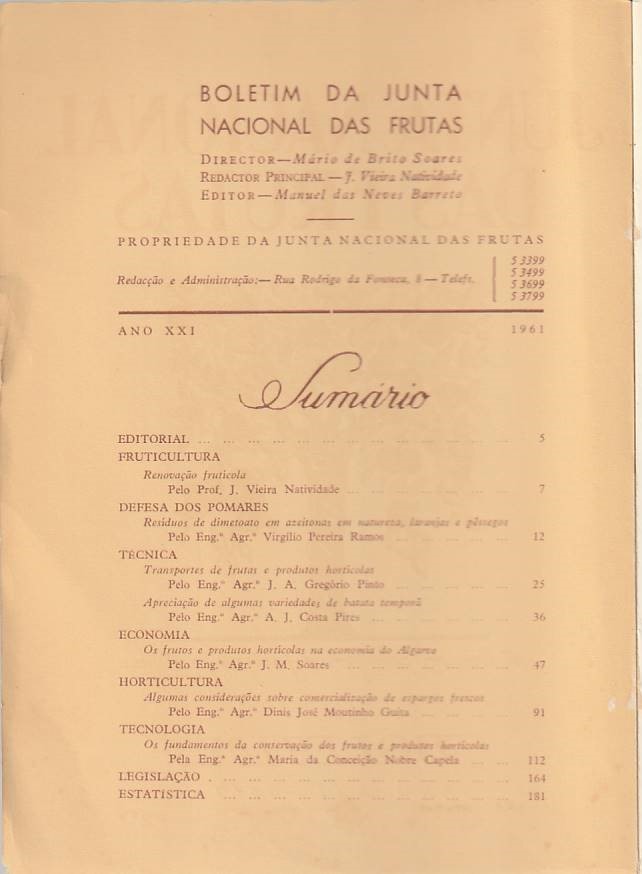 BOLETIM DA JUNTA
NACIONAL DAS FRUTAS
DIRECTOR—Mário de Brito Soares
REDACTOR PRINCIPAL—J. Vieira Natividade
EDITOR—Manuel das Neves Barreto
PROPRIEDADE DA JUNTA NACIONAL DAS FRUTAS
Redacção e Administração:—Rua Rodrigo da Fonseca, 8—Telefs.
5 3399
5 3499
5 3699
5 3799
ANO XXI 1961
Sumário
EDITORIAL ... ... ... ... ... ... ... ... ... ... ... ... ... 5
FRUTICULTURA
Renovação frutícola
Pelo Prof. J. Vieira Natividade ... ... ... ... ... ... ... 7
DEFESA DOS POMARES
Resíduos de dimetoato em azeitonas em natureza, laranjas e pêssegos
Pelo Eng.º Agr.º Virgílio Pereira Ramos ... ... ... ... ... 12
TÉCNICA
Transportes de frutas e produtos hortícolas
Pelo Eng.º Agr.º J. A. Gregório Pinto ... ... ... ... ... 25
Apreciação de algumas variedades de batata temporã
Pelo Eng.º Agr.º A. J. Costa Pires ... ... ... ... ... ... 36
ECONOMIA
Os frutos e produtos hortícolas na economia do Algarve
Pelo Eng.º Agr.º J. M. Soares ... ... ... ... ... ... ... 47
HORTICULTURA
Algumas considerações sobre comercialização de espargos frescos
Pelo Eng.º Agr.º Dinis José Moutinho Guita ... ... ... ... 91
TECNOLOGIA
Os fundamentos da conservação dos frutos e produtos hortícolas
Pela Eng.ª Agr.ª Maria da Conceição Nobre Capela ... ... 112
LEGISLAÇÃO . ... ... ... ... ... ... ... ... ... ... ... ... 164
ESTATÍSTICA ... ... ... ... ... ... ... ... ... ... ... ... 181